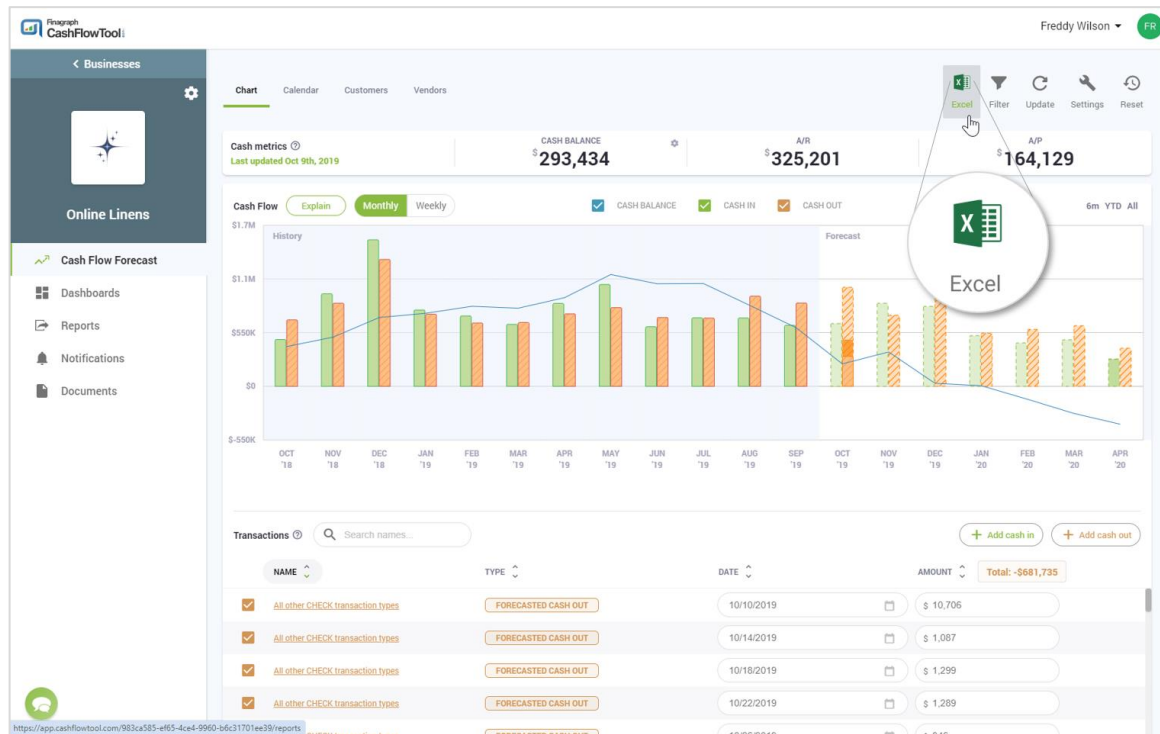 Finagraph
CashFlowTool
Freddy Wilson
FR
Businesses
Online Linens
Cash Flow Forecast
Dashboards
Reports
Notifications
Documents
Chart Calendar Customers Vendors
Excel Filter Update Settings Reset
Cash metrics
Last updated Oct 9th, 2019
CASH BALANCE
$293,434
A/R
$325,201
A/P
$164,129
Cash Flow Explain Monthly Weekly
CASH BALANCE CASH IN CASH OUT
6m YTD All
Excel
$1.7M
$1.1M
$550K
$0
$-550K
History
Forecast
OCT '18 NOV '18 DEC '18 JAN '19 FEB '19 MAR '19 APR '19 MAY '19 JUN '19 JUL '19 AUG '19 SEP '19 OCT '19 NOV '19 DEC '19 JAN '20 FEB '20 MAR '20 APR '20
Transactions Search names...
+ Add cash in + Add cash out
NAME TYPE DATE AMOUNT Total: -$681,735
All other CHECK transaction types FORECASTED CASH OUT 10/10/2019 $ 10,706
All other CHECK transaction types FORECASTED CASH OUT 10/14/2019 $ 1,087
All other CHECK transaction types FORECASTED CASH OUT 10/18/2019 $ 1,299
All other CHECK transaction types FORECASTED CASH OUT 10/22/2019 $ 1,289
https://app.cashflowtool.com/983ca585-ef65-4ce4-9960-b6c31701ee39/reports